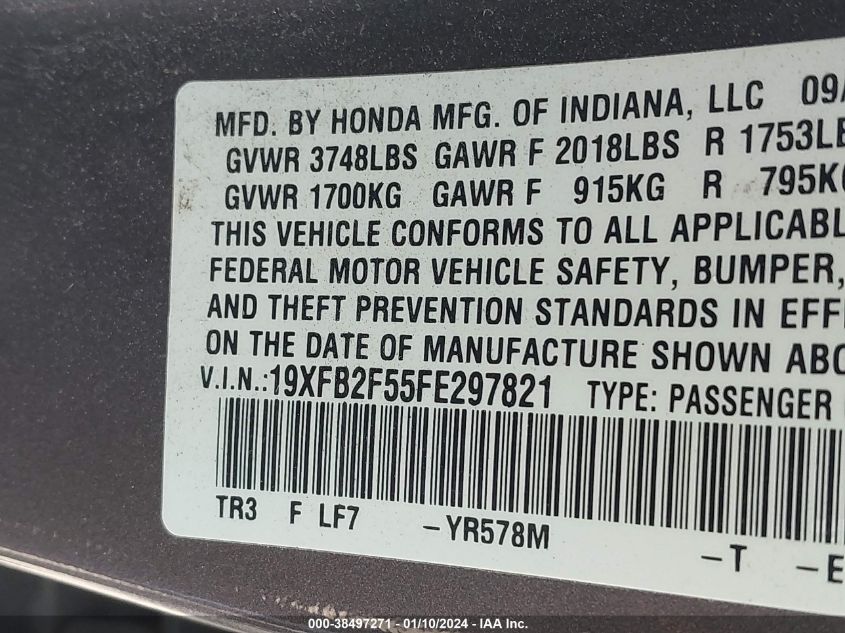 MFD. BY HONDA MFG. OF INDIANA, LLC 09/
GVWR 3748LBS GAWR F 2018LBS R 1753LB
GVWR 1700KG GAWR F 915KG R 795KG
THIS VEHICLE CONFORMS TO ALL APPLICABL
FEDERAL MOTOR VEHICLE SAFETY, BUMPER,
AND THEFT PREVENTION STANDARDS IN EFF
ON THE DATE OF MANUFACTURE SHOWN ABO
V.I.N.:19XFB2F55FE297821 TYPE: PASSENGER
TR3 F LF7 -YR578M
-T -E
000-38497271 - 01/10/2024 - IAA Inc.